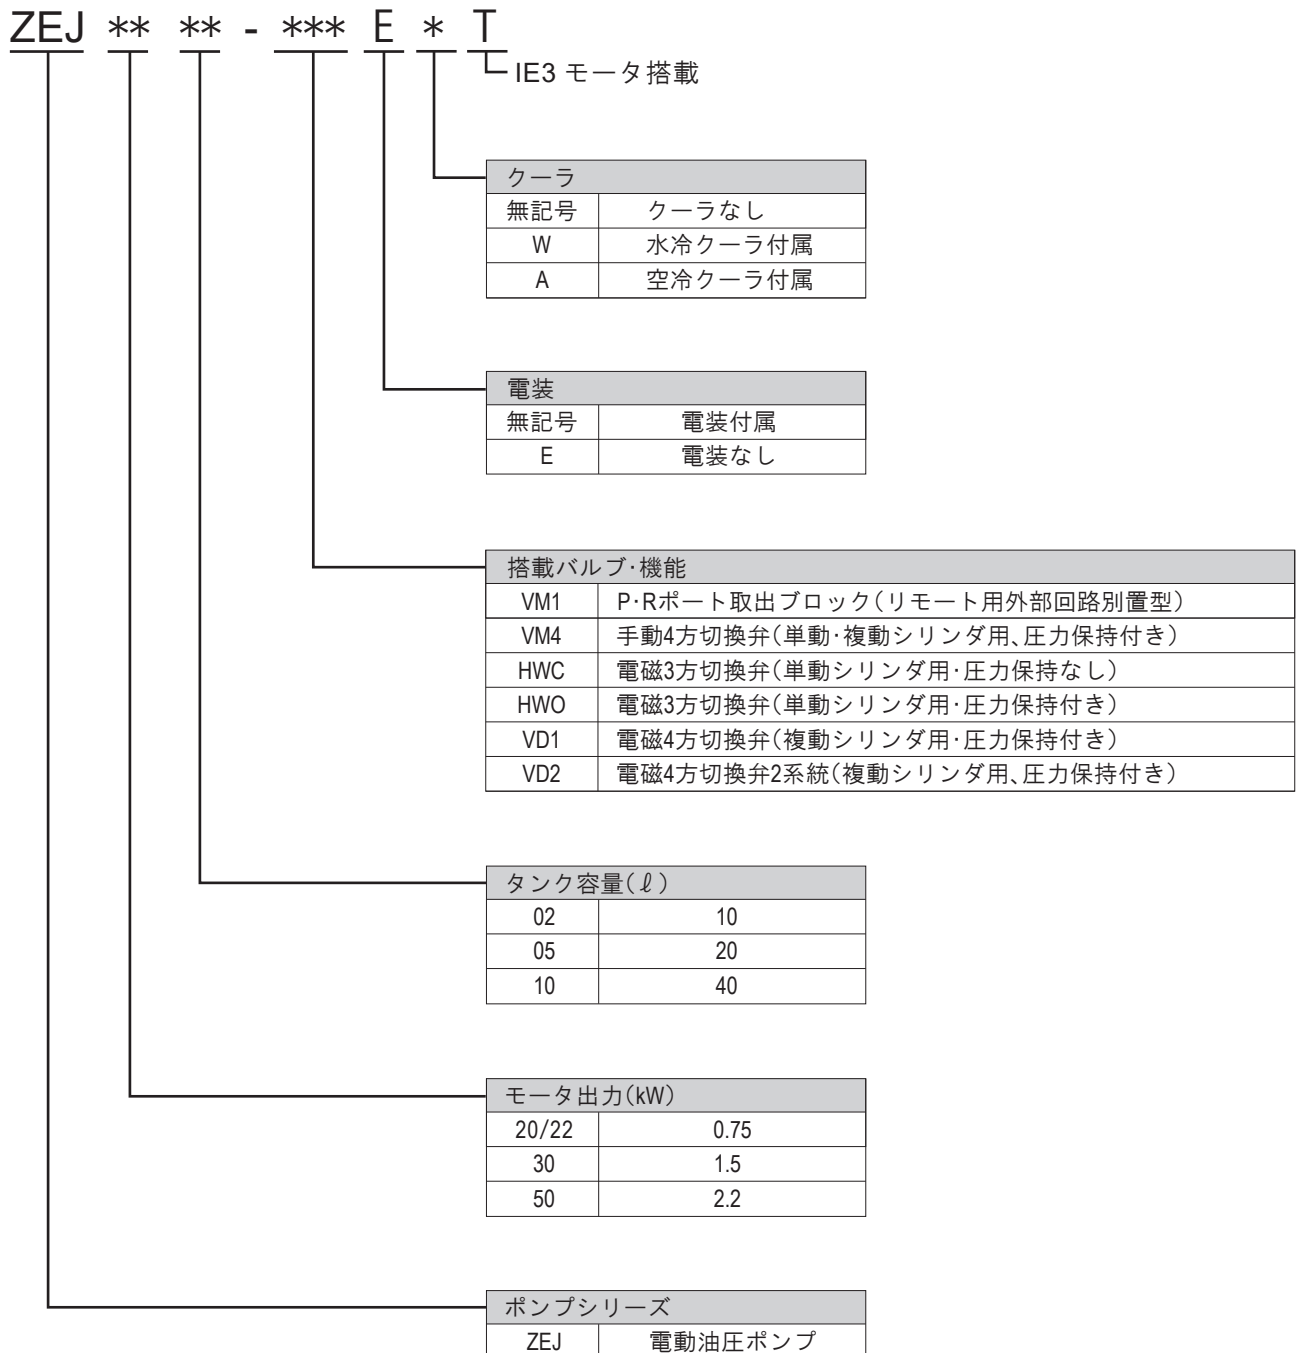 ZEJ ** ** - *** E * T
IE3 モータ搭載
クーラ
無記号 クーラなし
W 水冷クーラ付属
A 空冷クーラ付属
電装
無記号 電装付属
E 電装なし
搭載バルブ・機能
VM1 P・Rポート取出ブロック(リモート用外部回路別置型)
VM4 手動4方切換弁(単動・複動シリンダ用、圧力保持付き)
HWC 電磁3方切換弁(単動シリンダ用・圧力保持なし)
HWO 電磁3方切換弁(単動シリンダ用・圧力保持付き)
VD1 電磁4方切換弁(複動シリンダ用・圧力保持付き)
VD2 電磁4方切換弁2系統(複動シリンダ用、圧力保持付き)
タンク容量(ℓ)
02 10
05 20
10 40
モータ出力(kW)
20/22 0.75
30 1.5
50 2.2
ポンプシリーズ
ZEJ 電動油圧ポンプ